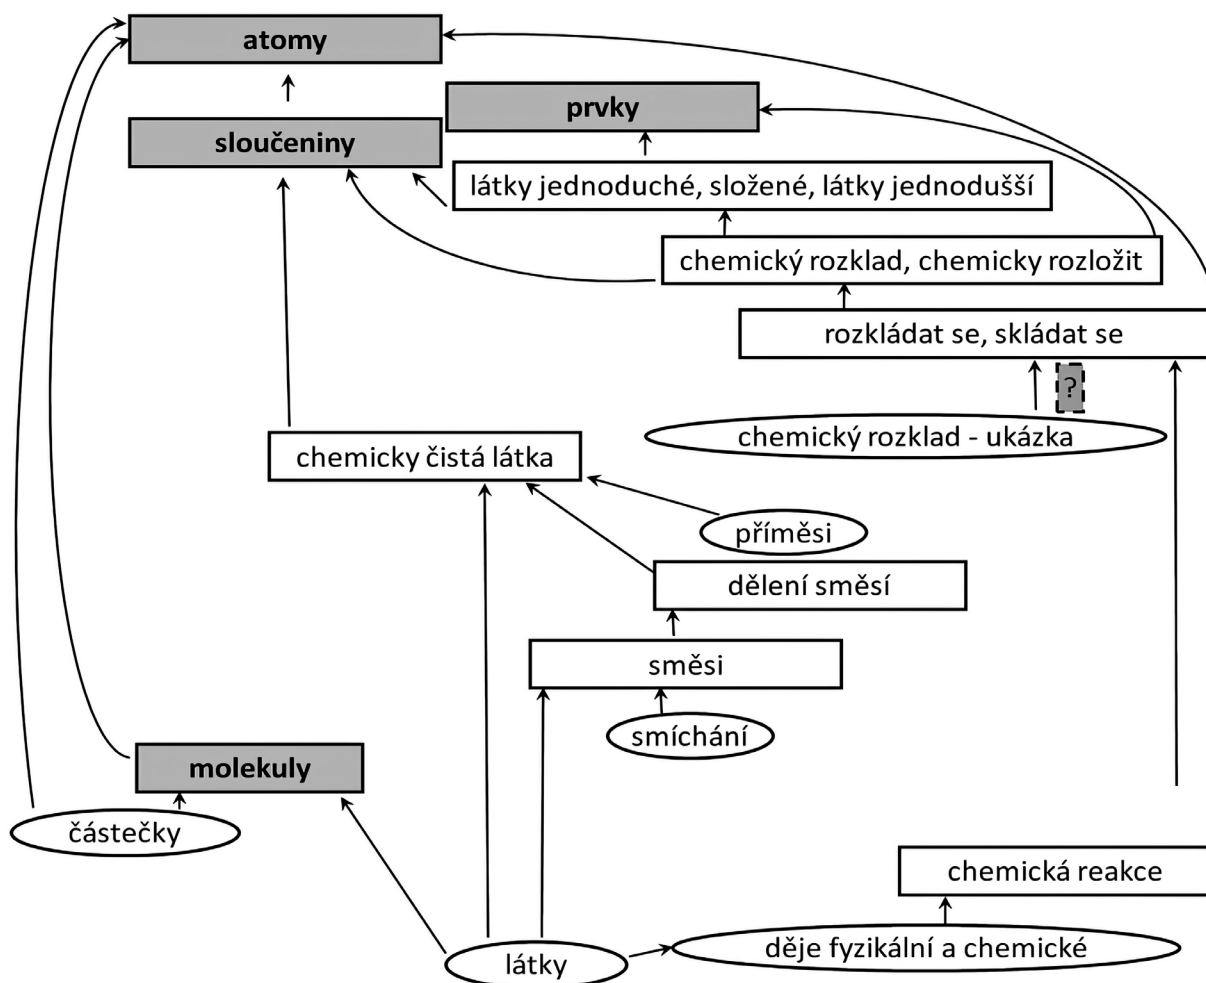 atomy
prvky
sloučeniny
látky jednoduché, složené, látky jednodušší
chemický rozklad, chemicky rozložit
rozkládat se, skládat se
?
chemický rozklad - ukázka
chemicky čistá látka
příměsi
dělení směsí
směsi
smíchání
molekuly
částečky
chemická reakce
děje fyzikální a chemické
látky